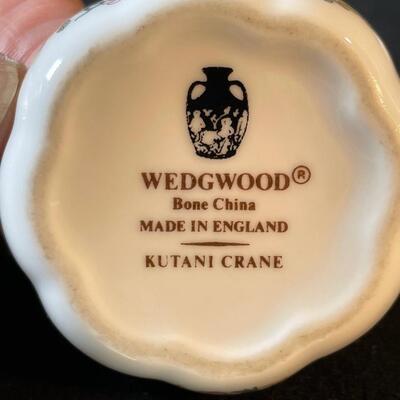 WEDGWOOD®
Bone China
MADE IN ENGLAND
KUTANI CRANE